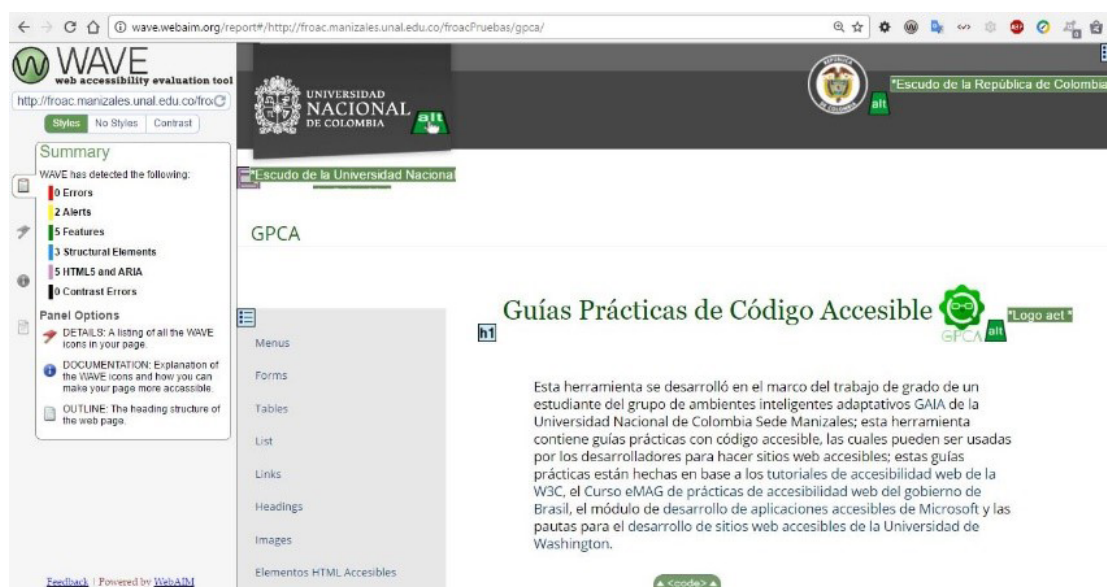 wave.webaim.org/report#/http://froac.manizales.unal.edu.co/froacPruebas/gpca/
WAVE
web accessibility evaluation tool
http://froac.manizales.unal.edu.co/fro
Styles No Styles Contrast
Summary
WAVE has detected the following:
0 Errors
2 Alerts
5 Features
3 Structural Elements
5 HTML5 and ARIA
0 Contrast Errors
Panel Options
DETAILS: A listing of all the WAVE
icons in your page.
DOCUMENTATION: Explanation of
the WAVE icons and how you can
make your page more accessible.
OUTLINE: The heading structure of
the web page.
Feedback | Powered by WebAIM
UNIVERSIDAD
NACIONAL
DE COLOMBIA
alt
*Escudo de la República de Colombia
alt
*Escudo de la Universidad Nacional
GPCA
Menus
Forms
Tables
List
Links
Headings
Images
Elementos HTML Accesibles
h1
Guías Prácticas de Código Accesible
GPCA
alt
*Logo aet *
Esta herramienta se desarrolló en el marco del trabajo de grado de un
estudiante del grupo de ambientes inteligentes adaptativos GAIA de la
Universidad Nacional de Colombia Sede Manizales; esta herramienta
contiene guías prácticas con código accesible, las cuales pueden ser usadas
por los desarrolladores para hacer sitios web accesibles; estas guías
prácticas están hechas en base a los tutoriales de accesibilidad web de la
W3C, el Curso eMAG de prácticas de accesibilidad web del gobierno de
Brasil, el módulo de desarrollo de aplicaciones accesibles de Microsoft y las
pautas para el desarrollo de sitios web accesibles de la Universidad de
Washington.
▲ <code> ▲